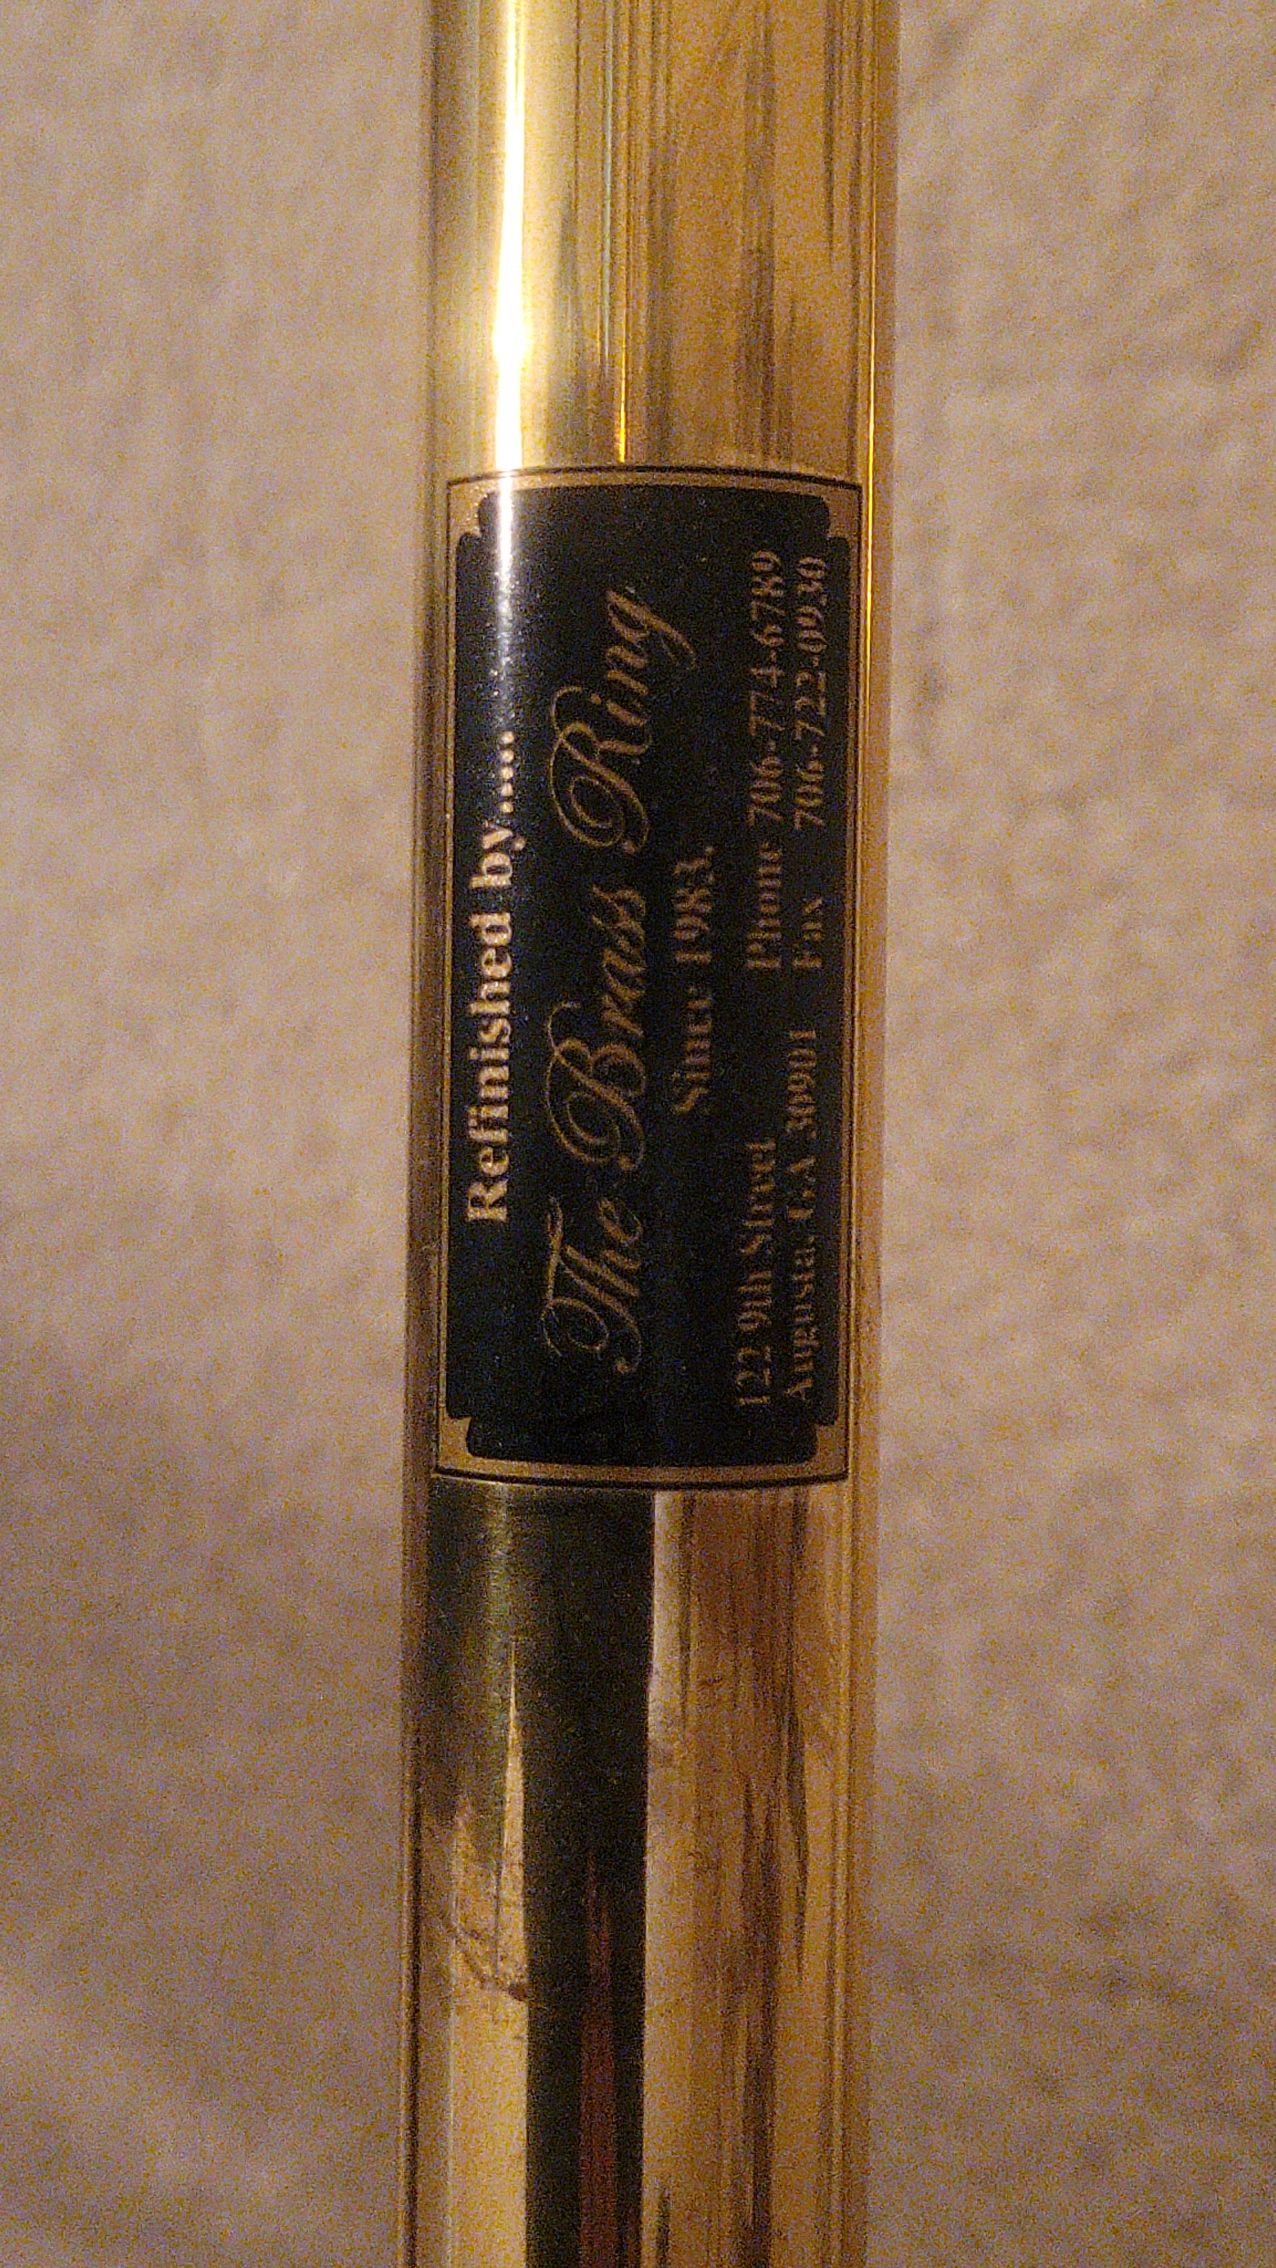 Refinished by......
The Brass Ring
Since 1983.
122 9th Street Phone 706-774-6789
Augusta, GA 30901 Fax 706-722-0930